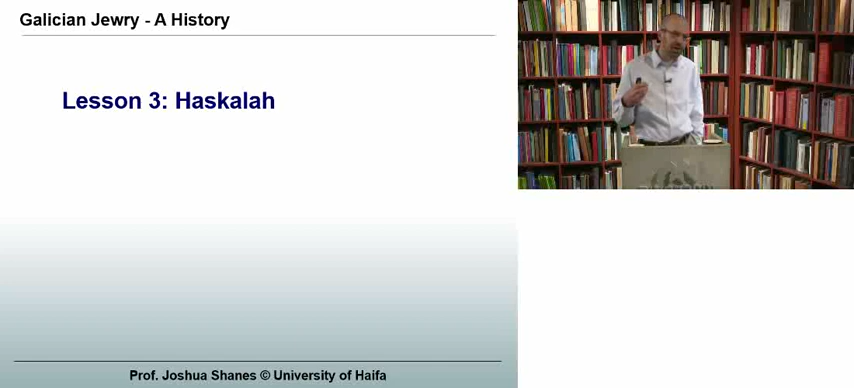 Galician Jewry - A History
Lesson 3: Haskalah
Prof. Joshua Shanes © University of Haifa